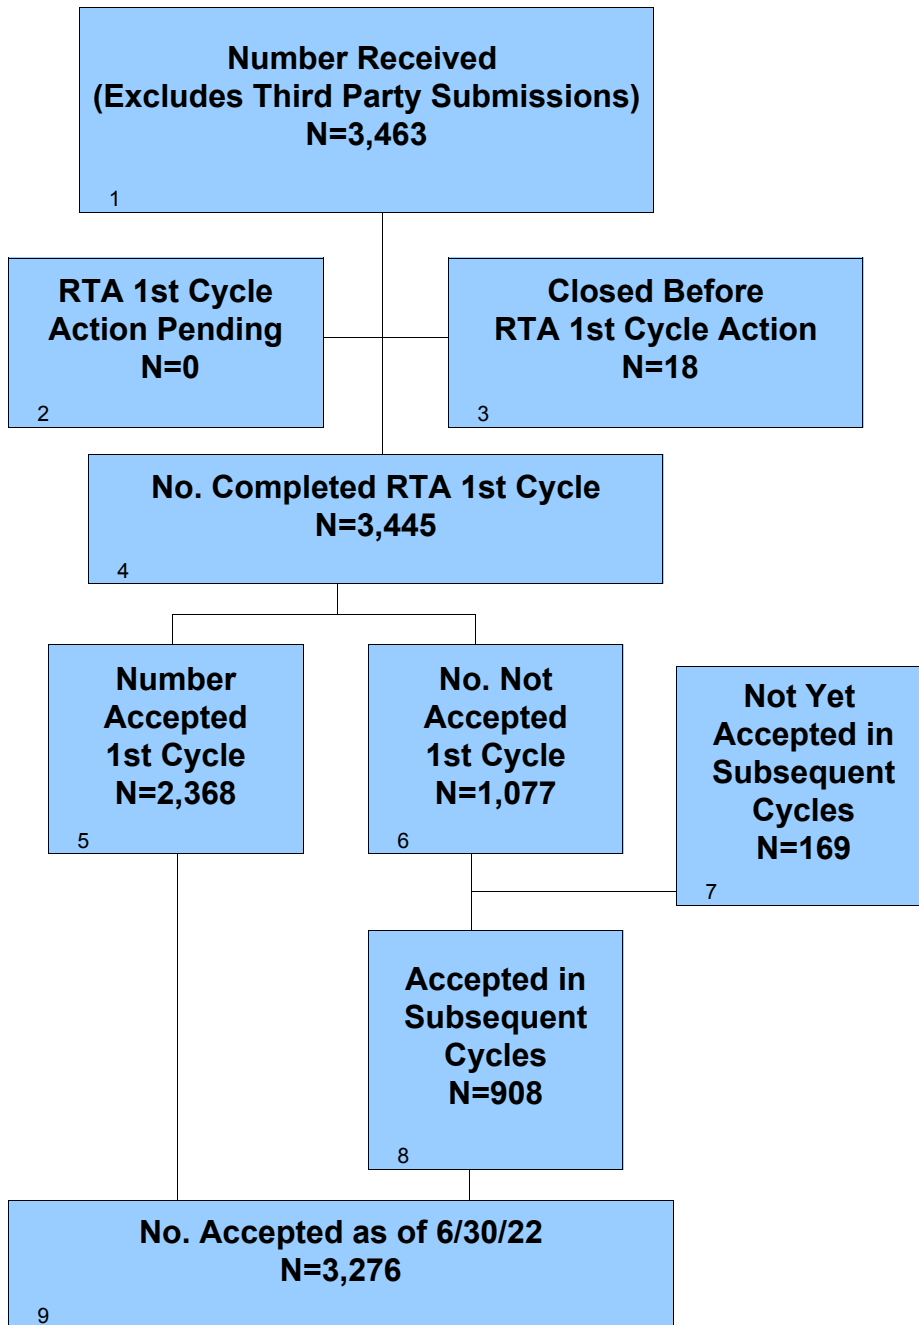 Number Received
(Excludes Third Party Submissions)
N=3,463
1
RTA 1st Cycle
Action Pending
N=0
2
Closed Before
RTA 1st Cycle Action
N=18
3
No. Completed RTA 1st Cycle
N=3,445
4
Number
Accepted
1st Cycle
N=2,368
5
No. Not
Accepted
1st Cycle
N=1,077
6
Not Yet
Accepted in
Subsequent
Cycles
N=169
7
Accepted in
Subsequent
Cycles
N=908
8
No. Accepted as of 6/30/22
N=3,276
9